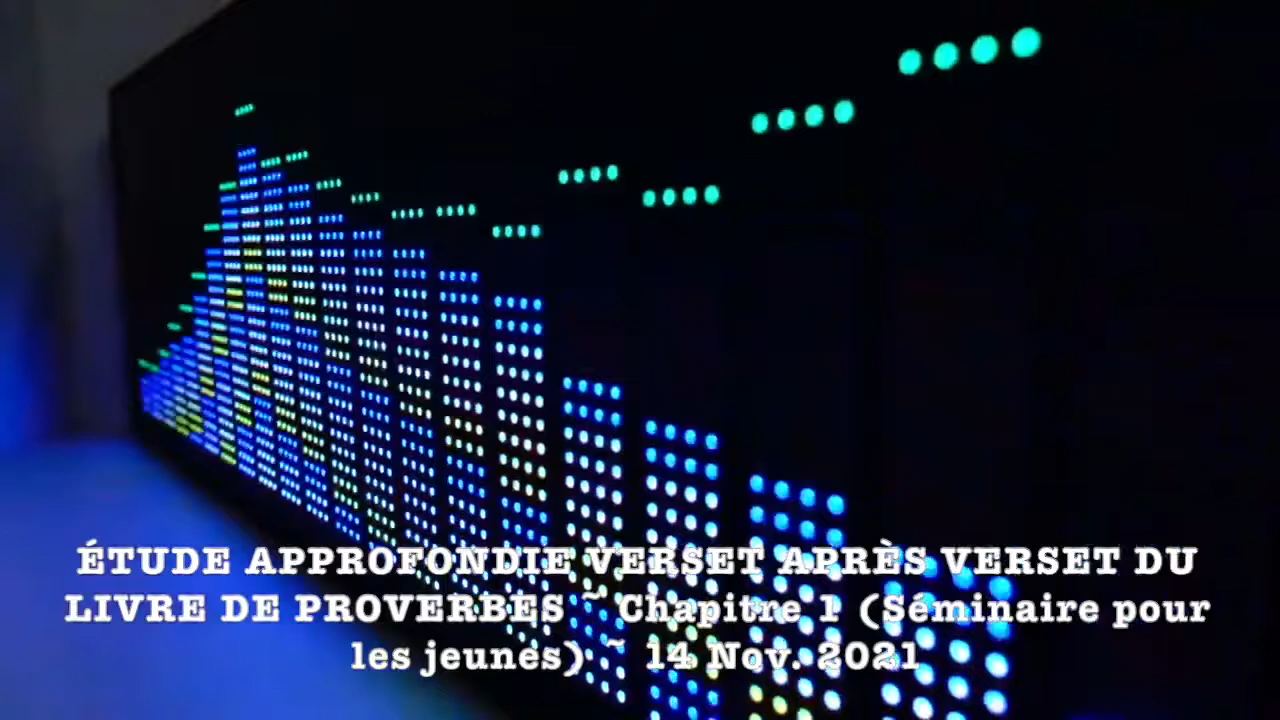 ÉTUDE APPROFONDIE VERSET APRÈS VERSET DU
LIVRE DE PROVERBES ~ Chapitre 1 (Séminaire pour
les jeunes) ~ 14 Nov. 2021